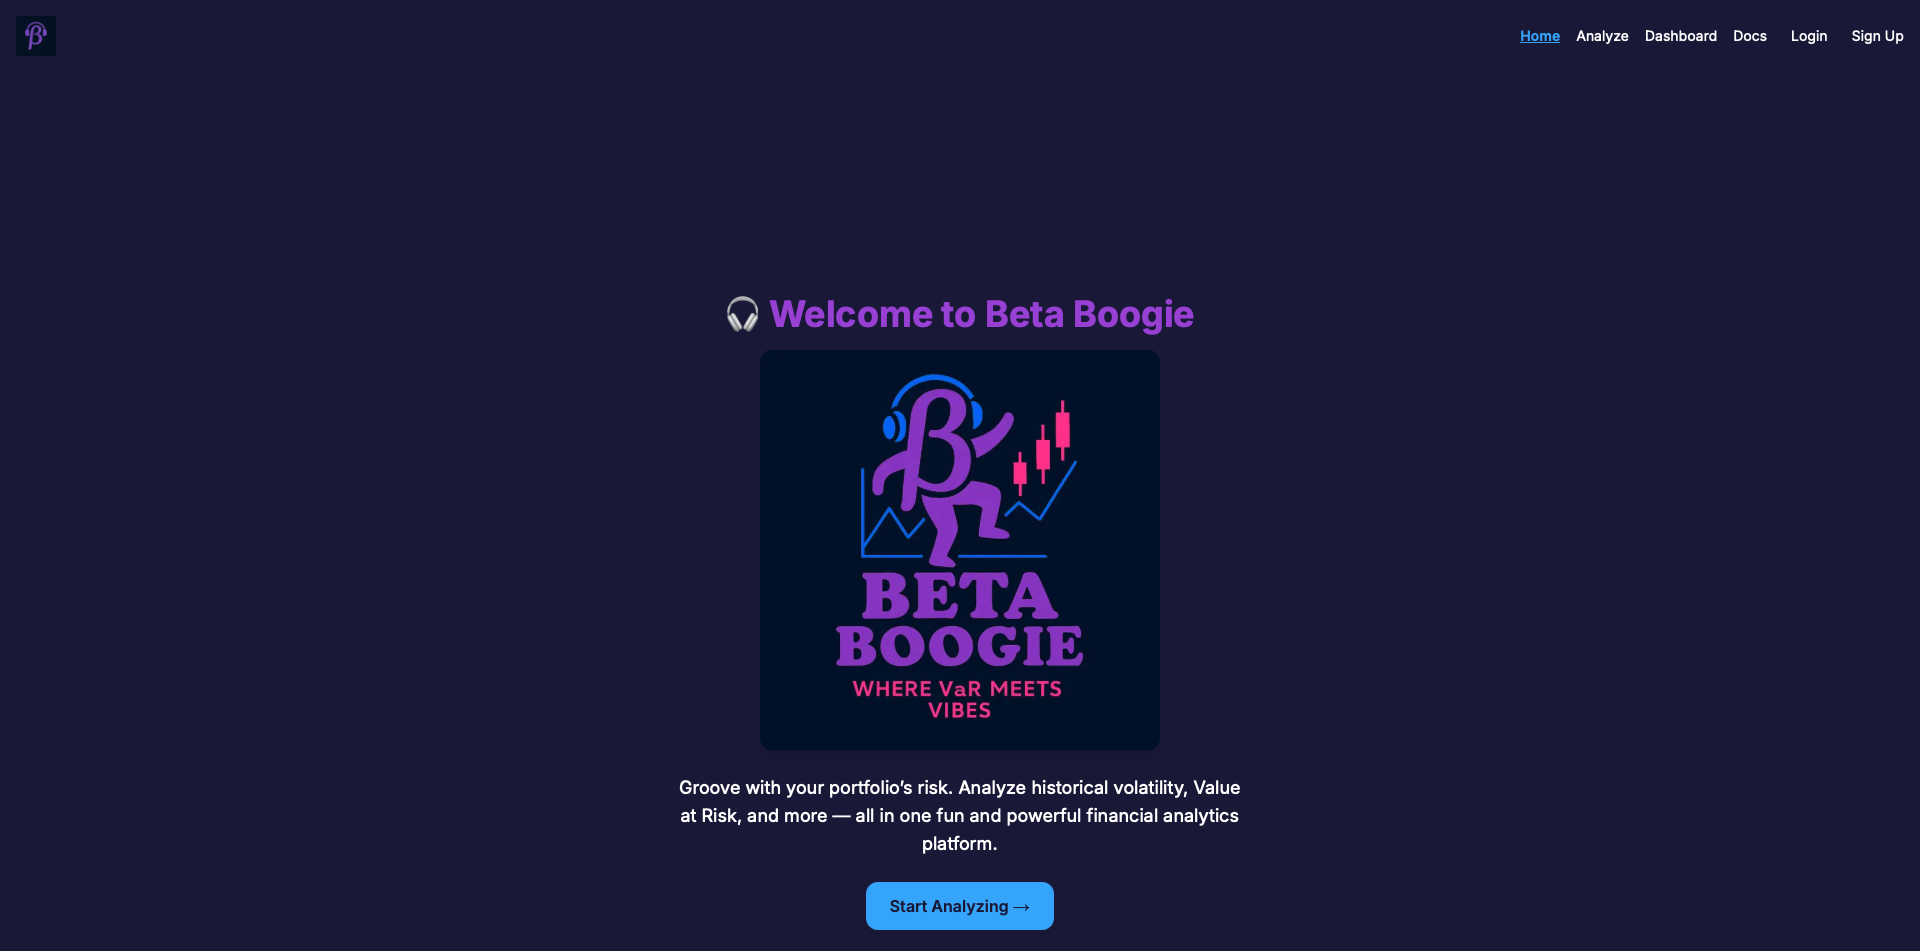 β
Home Analyze Dashboard Docs Login Sign Up
🎧 Welcome to Beta Boogie
β
BETA
BOOGIE
WHERE VaR MEETS
VIBES
Groove with your portfolio’s risk. Analyze historical volatility, Value
at Risk, and more — all in one fun and powerful financial analytics
platform.
Start Analyzing →